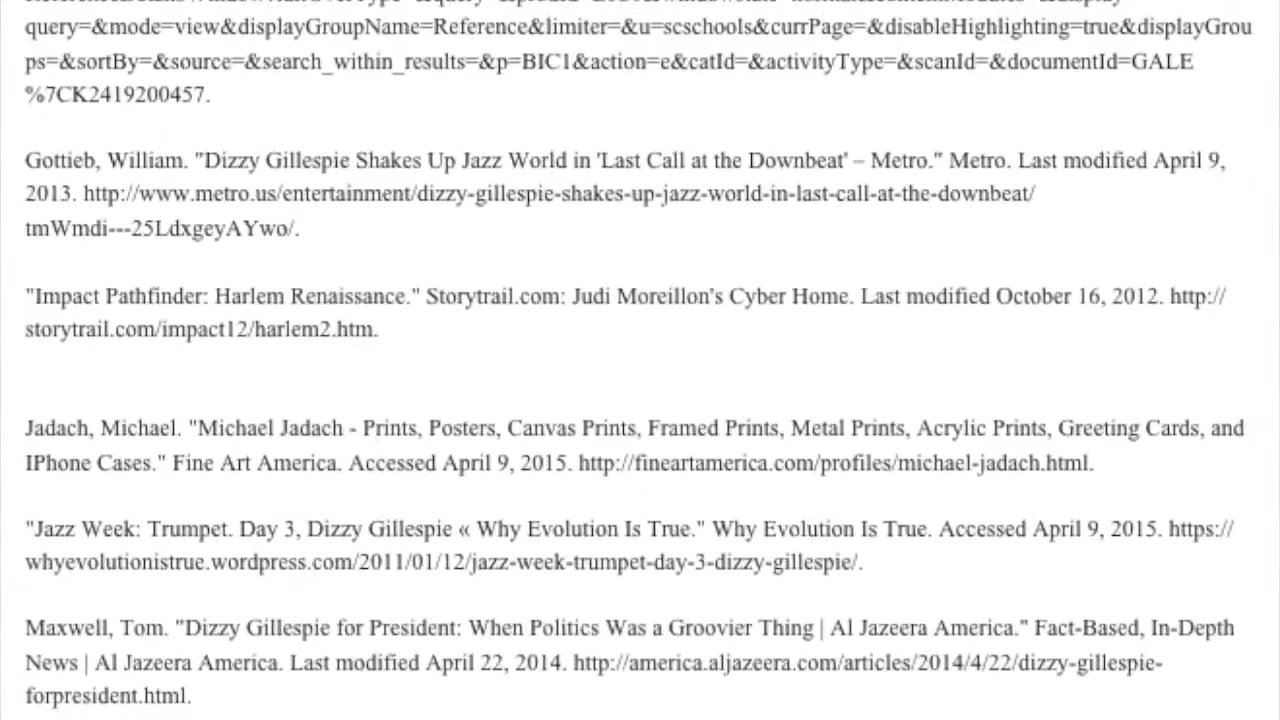 query=&mode=view&displayGroupName=Reference&limiter=&u=scschools&currPage=&disableHighlighting=true&displayGrou
ps=&sortBy=&source=&search_within_results=&p=BIC1&action=e&catId=&activityType=&scanId=&documentId=GALE
%7CK2419200457.
Gottieb, William. "Dizzy Gillespie Shakes Up Jazz World in 'Last Call at the Downbeat' – Metro." Metro. Last modified April 9,
2013. http://www.metro.us/entertainment/dizzy-gillespie-shakes-up-jazz-world-in-last-call-at-the-downbeat/
tmWmdi---25LdxgeyAYwo/.
"Impact Pathfinder: Harlem Renaissance." Storytrail.com: Judi Moreillon's Cyber Home. Last modified October 16, 2012. http://
storytrail.com/impact12/harlem2.htm.
Jadach, Michael. "Michael Jadach - Prints, Posters, Canvas Prints, Framed Prints, Metal Prints, Acrylic Prints, Greeting Cards, and
IPhone Cases." Fine Art America. Accessed April 9, 2015. http://fineartamerica.com/profiles/michael-jadach.html.
"Jazz Week: Trumpet. Day 3, Dizzy Gillespie « Why Evolution Is True." Why Evolution Is True. Accessed April 9, 2015. https://
whyevolutionistrue.wordpress.com/2011/01/12/jazz-week-trumpet-day-3-dizzy-gillespie/.
Maxwell, Tom. "Dizzy Gillespie for President: When Politics Was a Groovier Thing | Al Jazeera America." Fact-Based, In-Depth
News | Al Jazeera America. Last modified April 22, 2014. http://america.aljazeera.com/articles/2014/4/22/dizzy-gillespie-
forpresident.html.